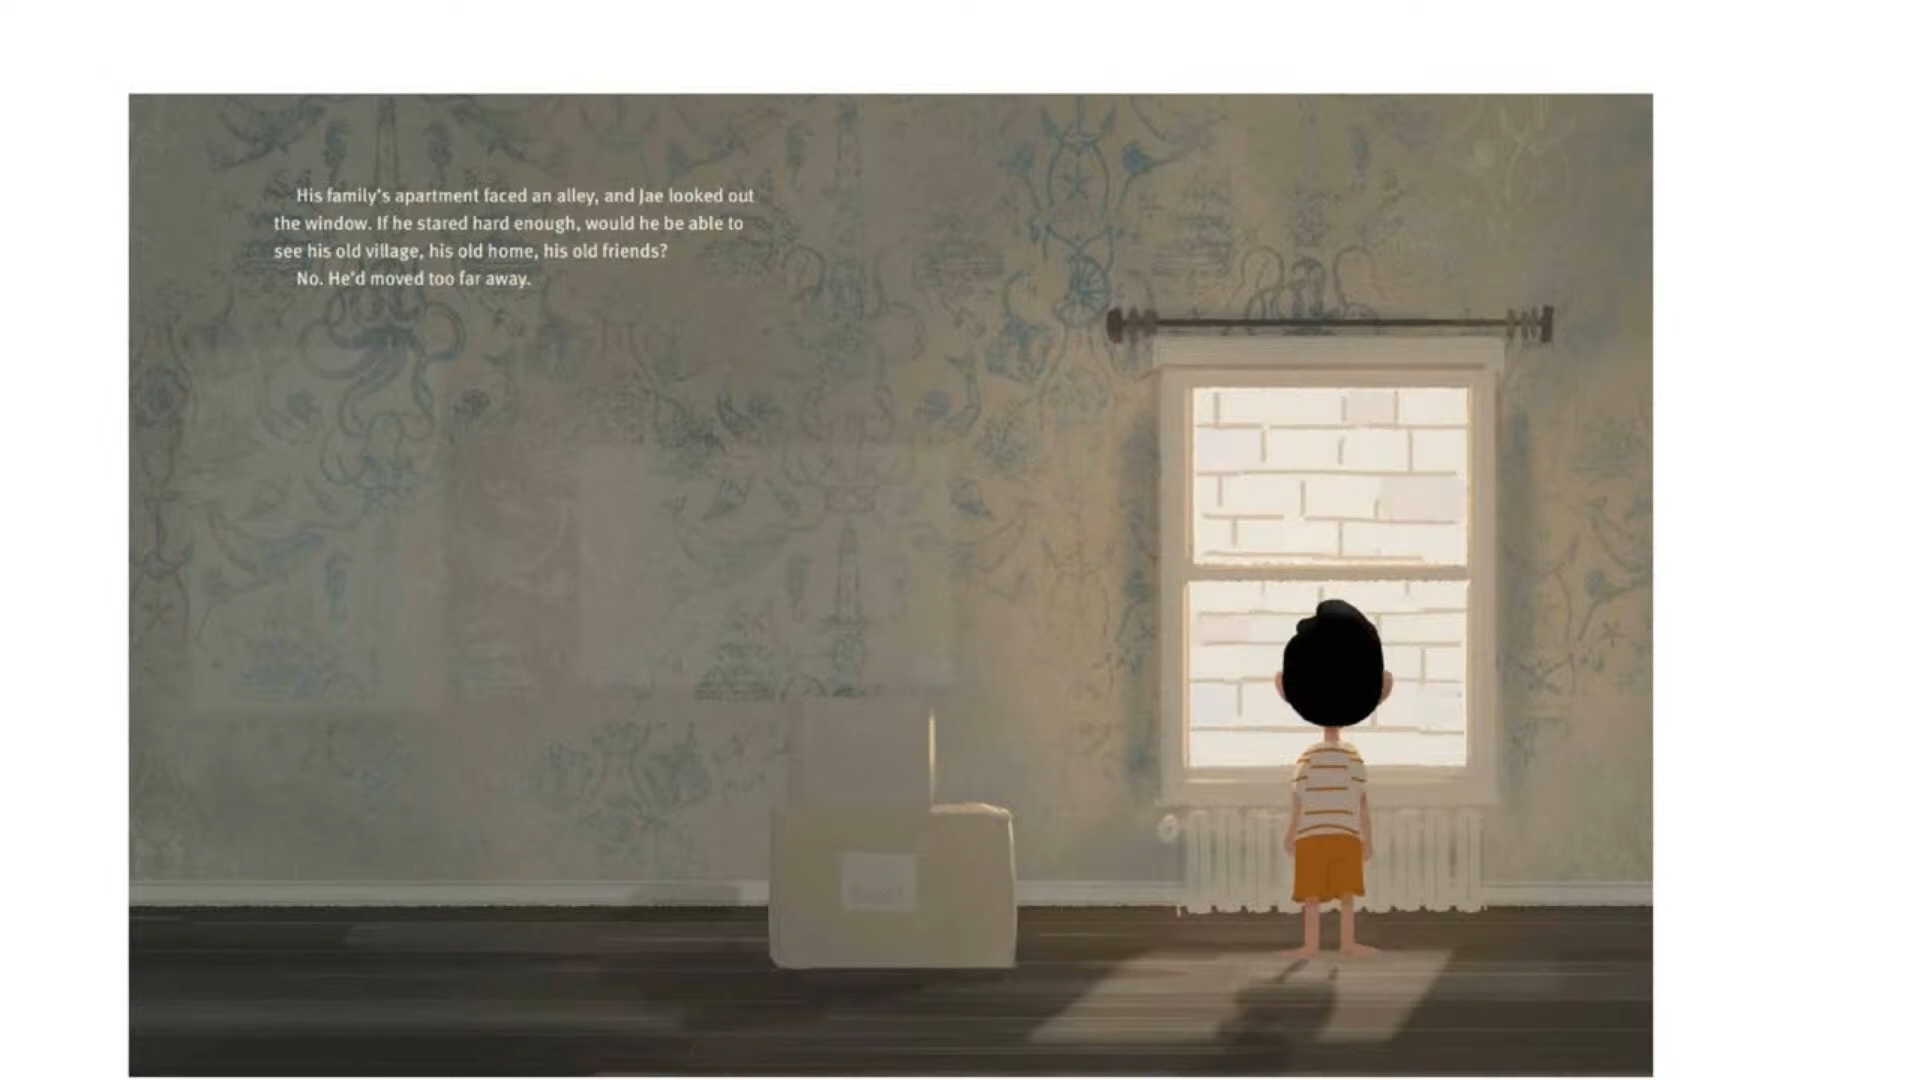 His family's apartment faced an alley, and Jae looked out
the window. If he stared hard enough, would he be able to
see his old village, his old home, his old friends?
No. He'd moved too far away.